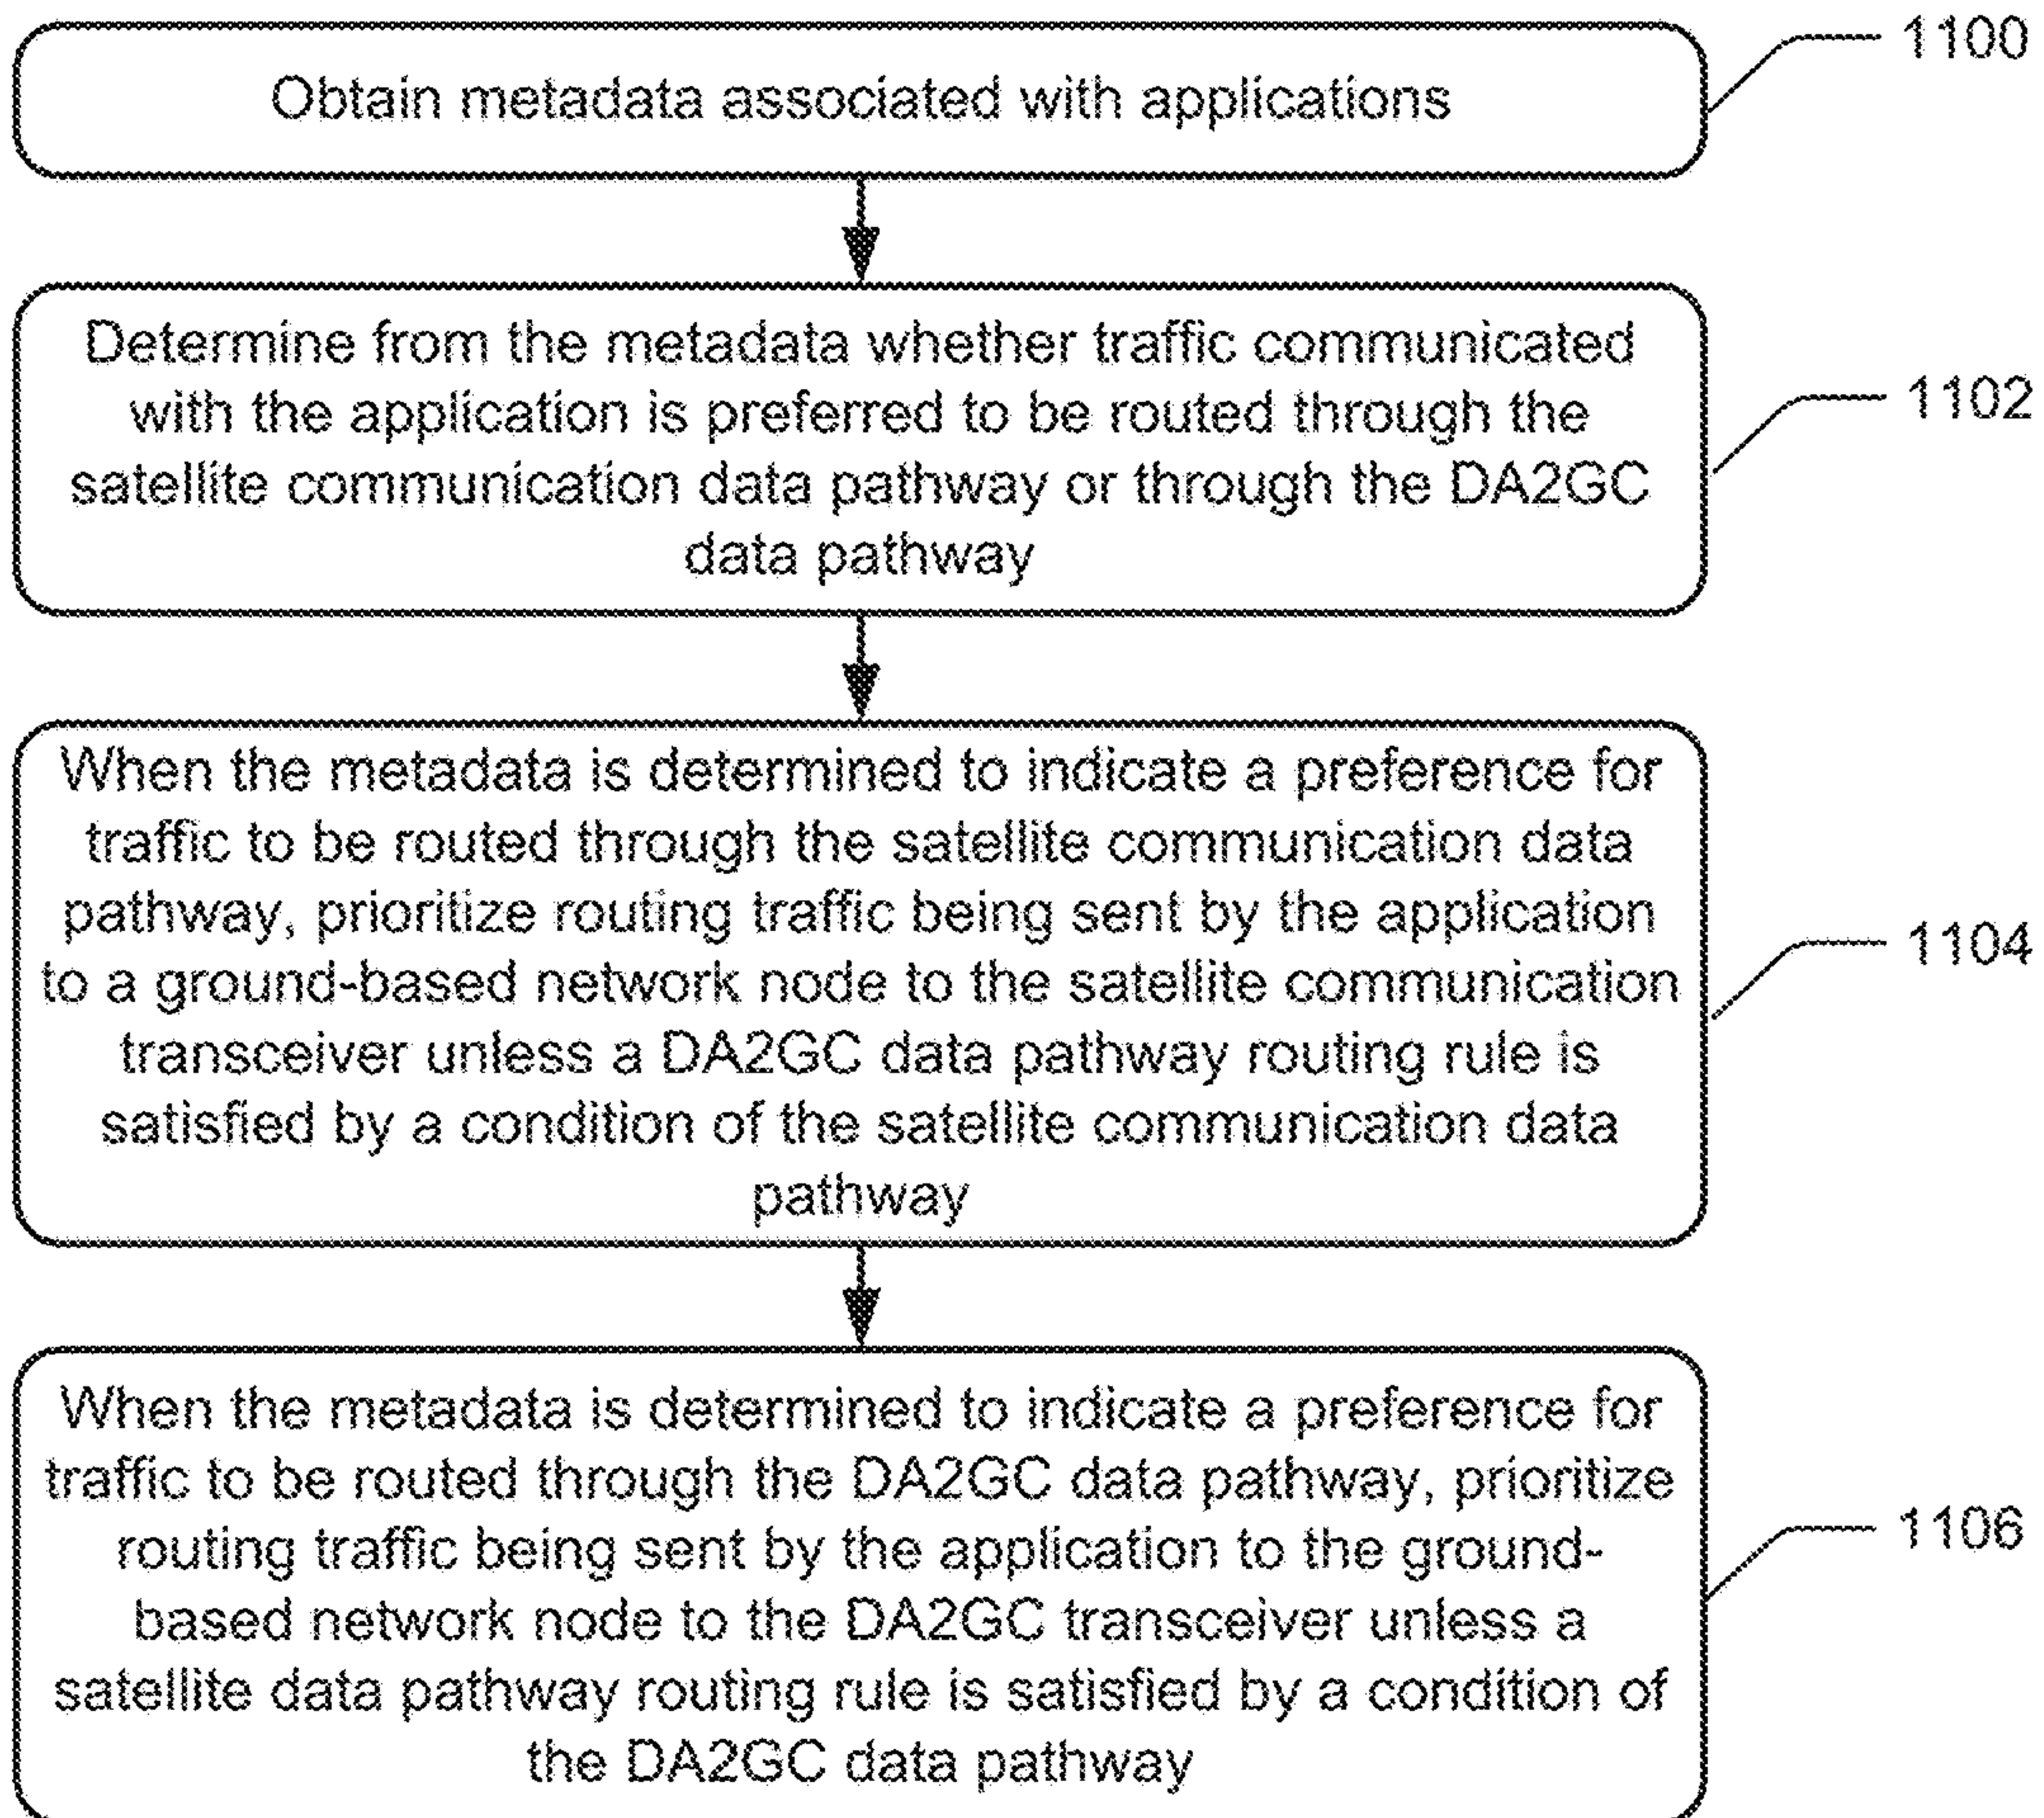 Obtain metadata associated with applications
1100
Determine from the metadata whether traffic communicated
with the application is preferred to be routed through the
satellite communication data pathway or through the DA2GC
data pathway
1102
When the metadata is determined to indicate a preference for
traffic to be routed through the satellite communication data
pathway, prioritize routing traffic being sent by the application
to a ground-based network node to the satellite communication
transceiver unless a DA2GC data pathway routing rule is
satisfied by a condition of the satellite communication data
pathway
1104
When the metadata is determined to indicate a preference for
traffic to be routed through the DA2GC data pathway, prioritize
routing traffic being sent by the application to the ground-
based network node to the DA2GC transceiver unless a
satellite data pathway routing rule is satisfied by a condition of
the DA2GC data pathway
1106